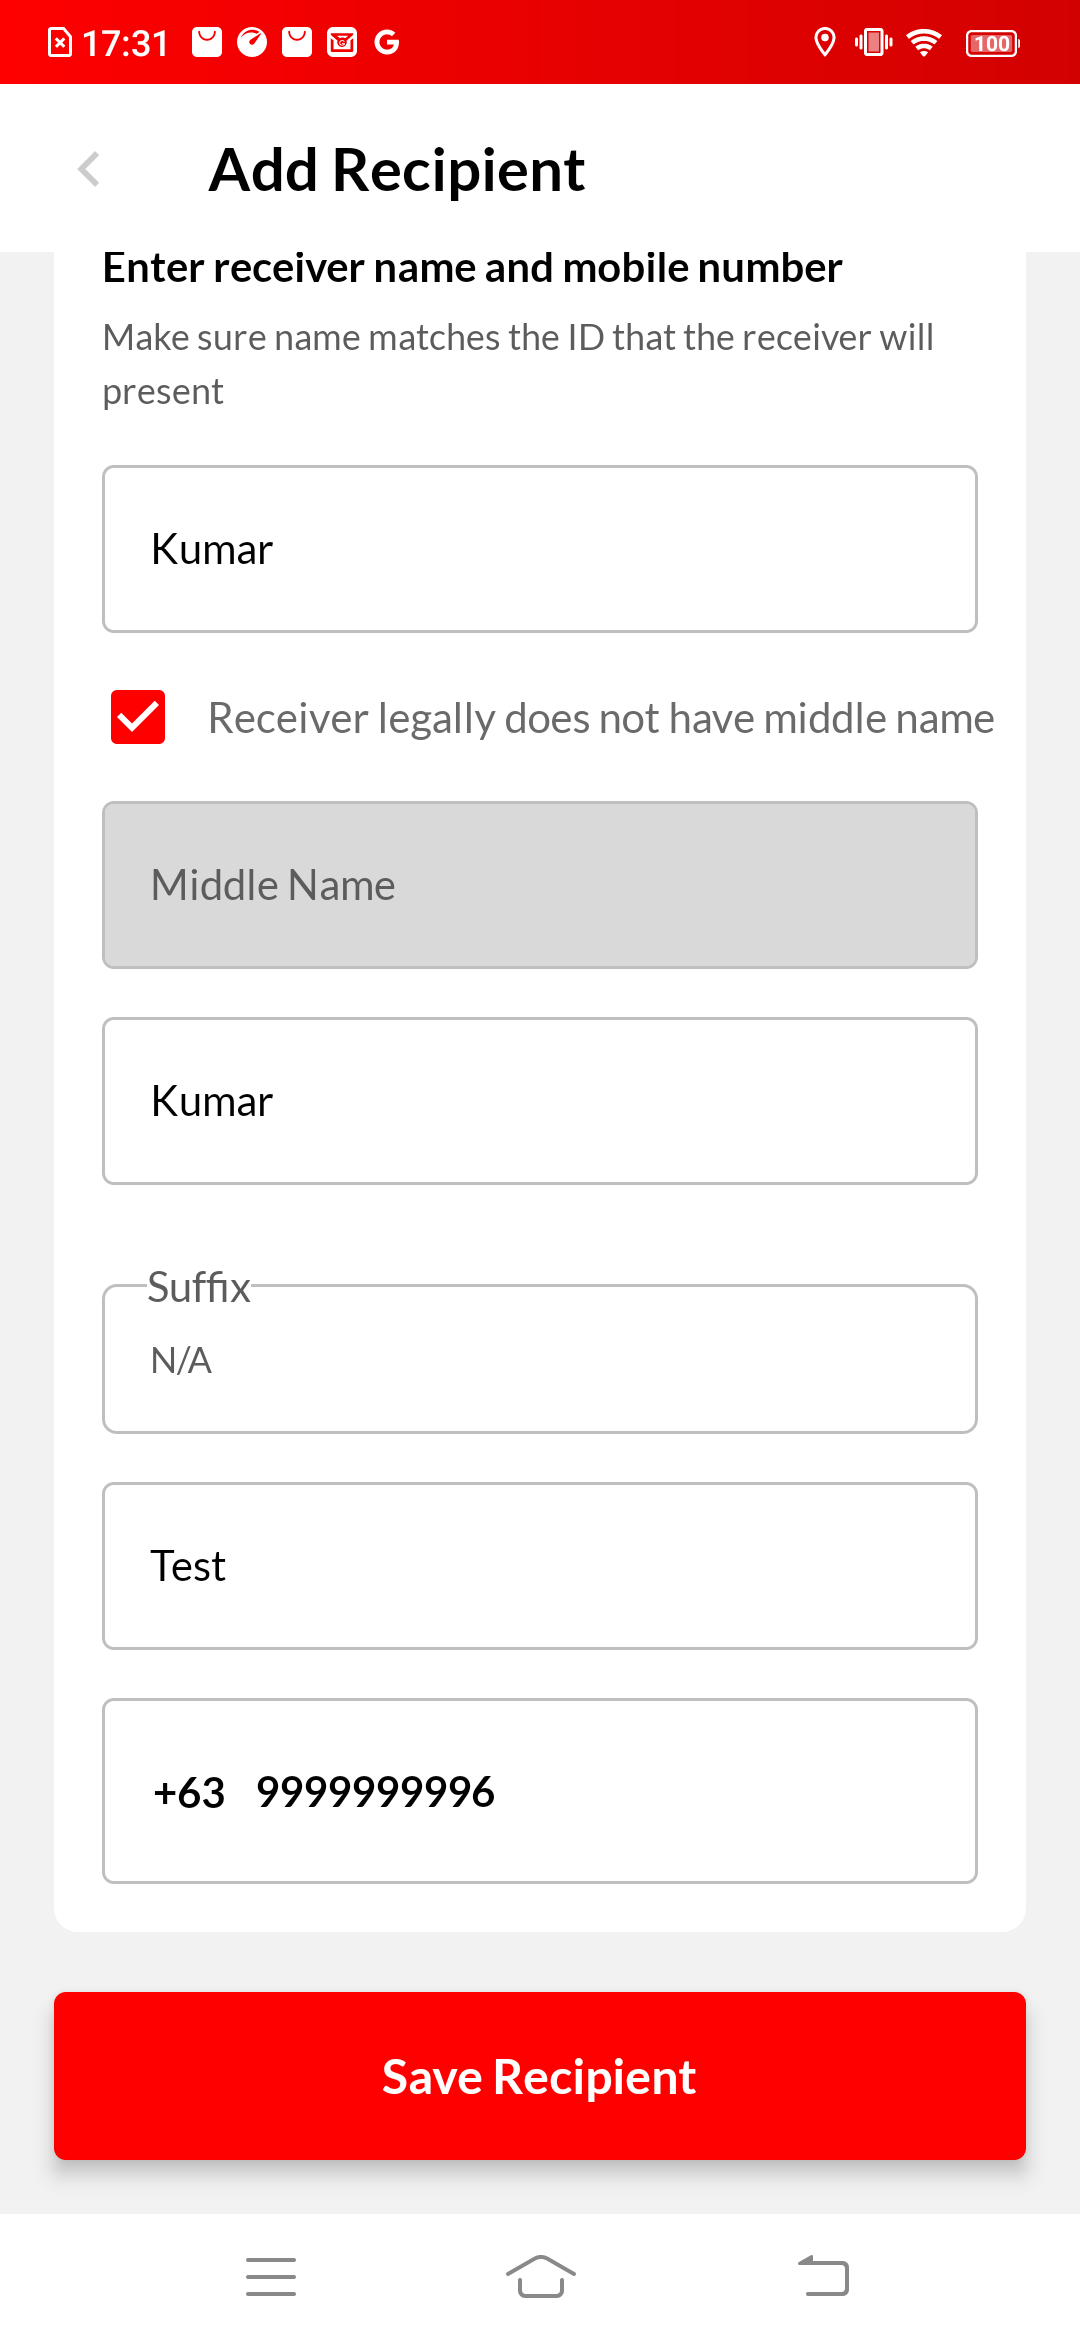 17:31
100
Add Recipient
Enter receiver name and mobile number
Make sure name matches the ID that the receiver will
present
Kumar
Receiver legally does not have middle name
Middle Name
Kumar
Suffix
N/A
Test
+63 9999999996
Save Recipient